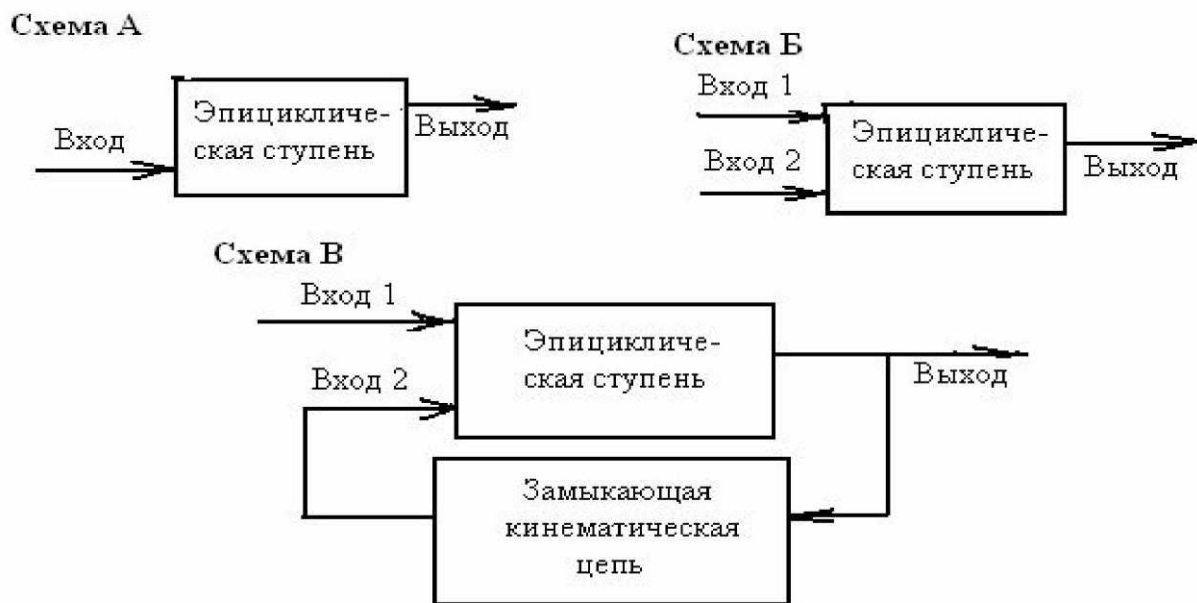 Схема А
Эпицикличе-
ская ступень
Вход
Выход
Схема Б
Вход 1
Вход 2
Эпицикличе-
ская ступень
Выход
Схема В
Вход 1
Вход 2
Эпицикличе-
ская ступень
Выход
Замыкающая
кинематическая
цепь